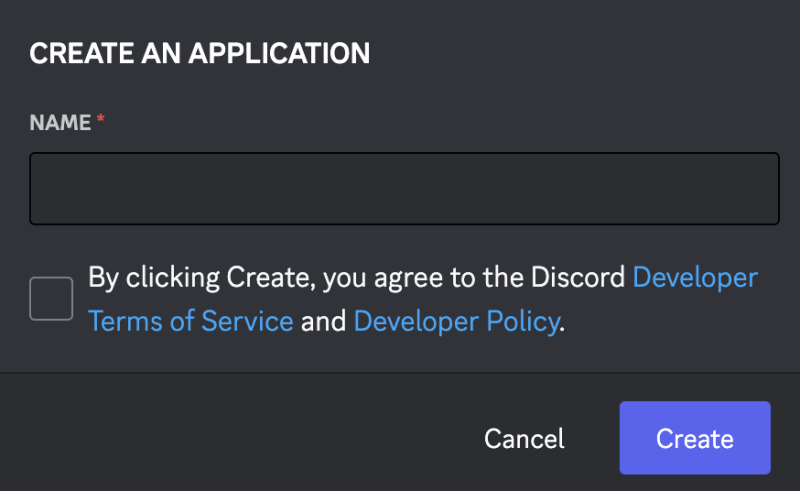 CREATE AN APPLICATION
NAME *
By clicking Create, you agree to the Discord Developer
Terms of Service and Developer Policy.
Cancel
Create